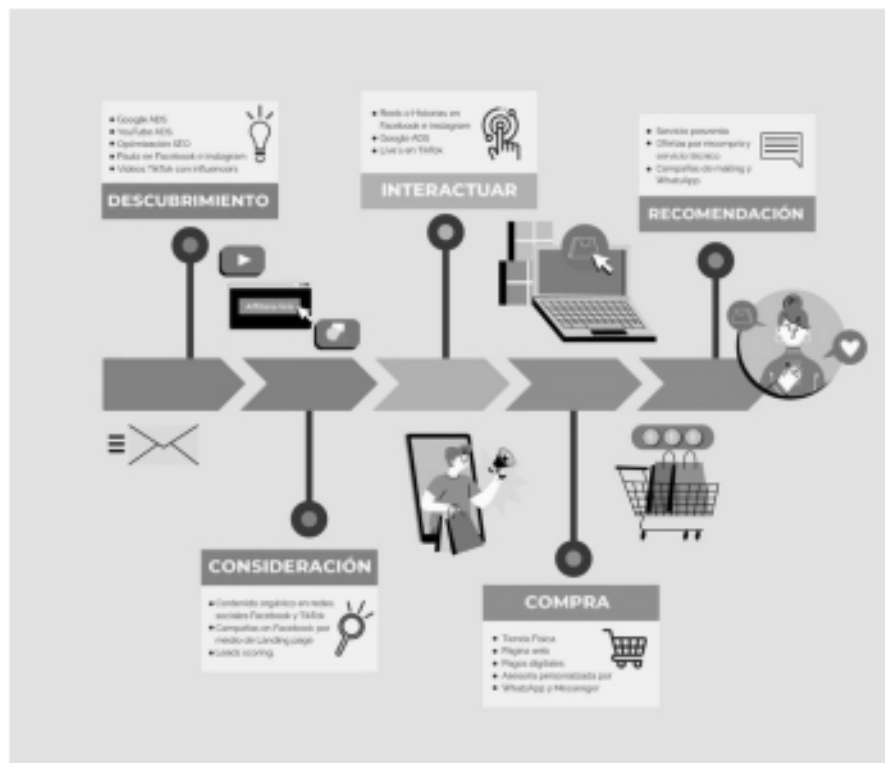 Google ADS
YouTube ADS
Optimización SEO
Pauta en Facebook e Instagram
Videos TikTok con influencers
DESCUBRIMIENTO
Reels o Historias en
Facebook e Instagram
Google ADS
Live's en TikTok
INTERACTUAR
Servicio posventa
Ofertas por recompra y
servicio técnico
Campañas de mailing y
WhatsApp
RECOMENDACIÓN
Affiliate link
CONSIDERACIÓN
Contenido orgánico en redes
sociales Facebook y TikTok
Campañas en Facebook por
medio de Landing page
Leads scoring
COMPRA
Tienda Física
Página web
Pagos digitales
Asesoría personalizada por
WhatsApp y Messenger